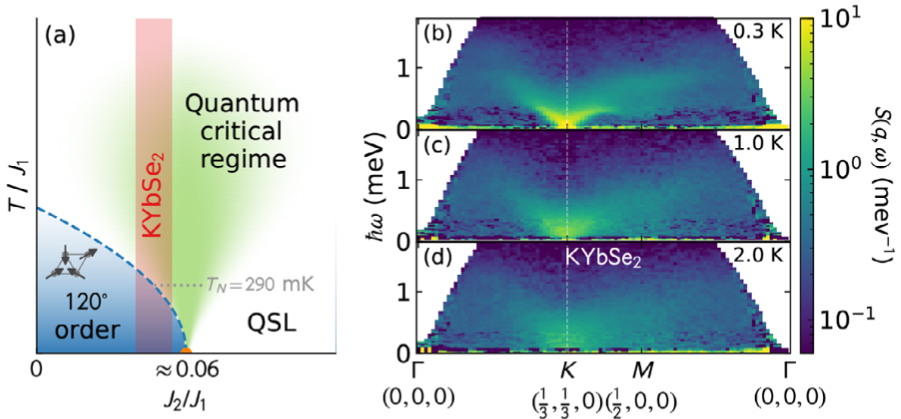 (a)
T / J₁
KYbSe₂
Quantum
critical
regime
T_N = 290 mK
120°
order
QSL
0
≈0.06
J₂/J₁
(b)
0.3 K
1
0
(c)
1.0 K
1
0
(d)
KYbSe₂
2.0 K
1
0
ħω (meV)
Γ
K
M
Γ
(0, 0, 0)
(1/3, 1/3, 0)
(1/2, 0, 0)
(0, 0, 0)
10¹
10⁰
10⁻¹
S(q, ω) (meV⁻¹)